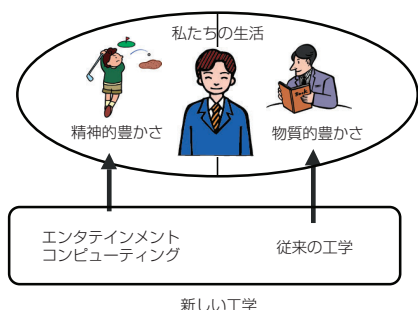 私たちの生活
精神的豊かさ
物質的豊かさ
エンタテインメント
コンピューティング
従来の工学
新しい工学